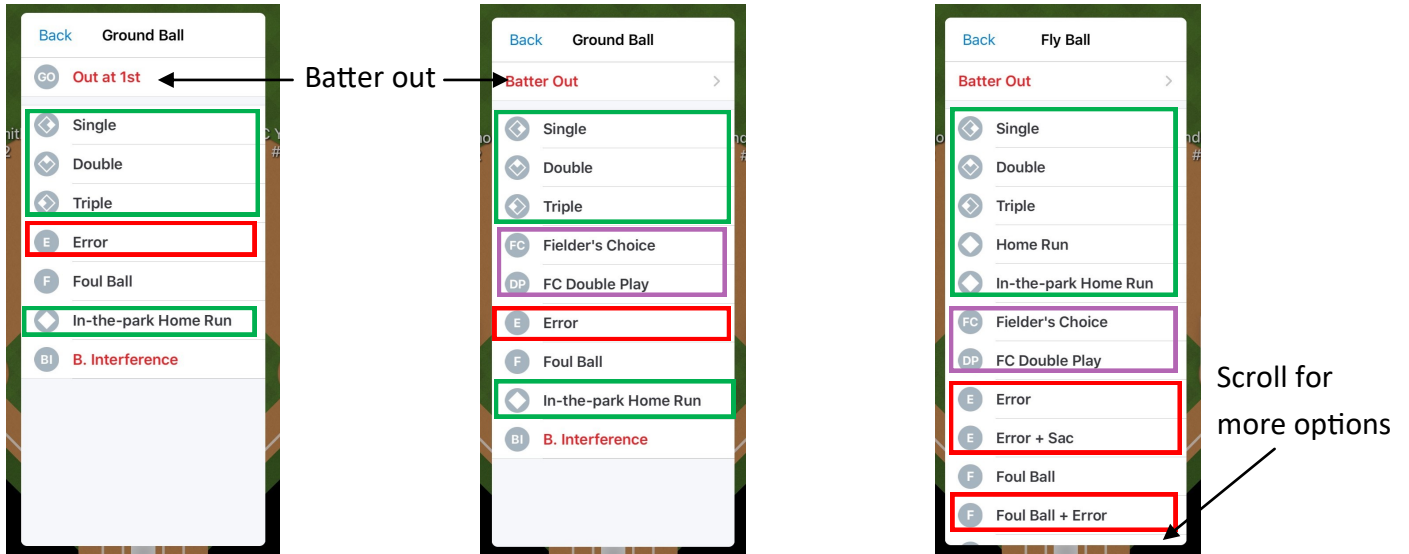 Back Ground Ball
GO Out at 1st
Single
Double
Triple
E Error
F Foul Ball
In-the-park Home Run
BI B. Interference
Batter out
Back Ground Ball
Batter Out
Single
Double
Triple
FC Fielder's Choice
DP FC Double Play
E Error
F Foul Ball
In-the-park Home Run
BI B. Interference
Back Fly Ball
Batter Out
Single
Double
Triple
Home Run
In-the-park Home Run
FC Fielder's Choice
DP FC Double Play
E Error
E Error + Sac
F Foul Ball
F Foul Ball + Error
Scroll for
more options